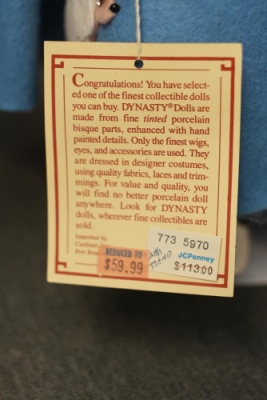 Congratulations! You have select-
ed one of the finest collectible dolls
you can buy. DYNASTY® Dolls are
made from fine tinted porcelain
bisque parts, enhanced with hand
painted details. Only the finest wigs,
eyes, and accessories are used. They
are dressed in designer costumes,
using quality fabrics, laces and trim-
mings. For value and quality, you
will find no better porcelain doll
anywhere. Look for DYNASTY
dolls, wherever fine collectibles are
sold.
Imported by:
Cardinal
Port
REDUCED TO
$59.99
773 5970
JCPenney
$113.00